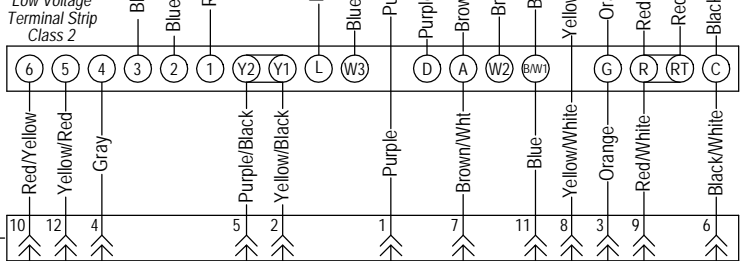 Low Voltage
Terminal Strip
Class 2
Blue
Blue
Purple
6
5
4
3
2
1
Y2
Y1
L
W3
D
A
W2
B/W1
G
R
RT
C
Red/Yellow
Yellow/Red
Gray
Purple/Black
Yellow/Black
Purple
Brown/Wht
Blue
Yellow/White
Orange
Red/White
Black/White
10
12
4
5
2
1
7
11
8
3
9
6